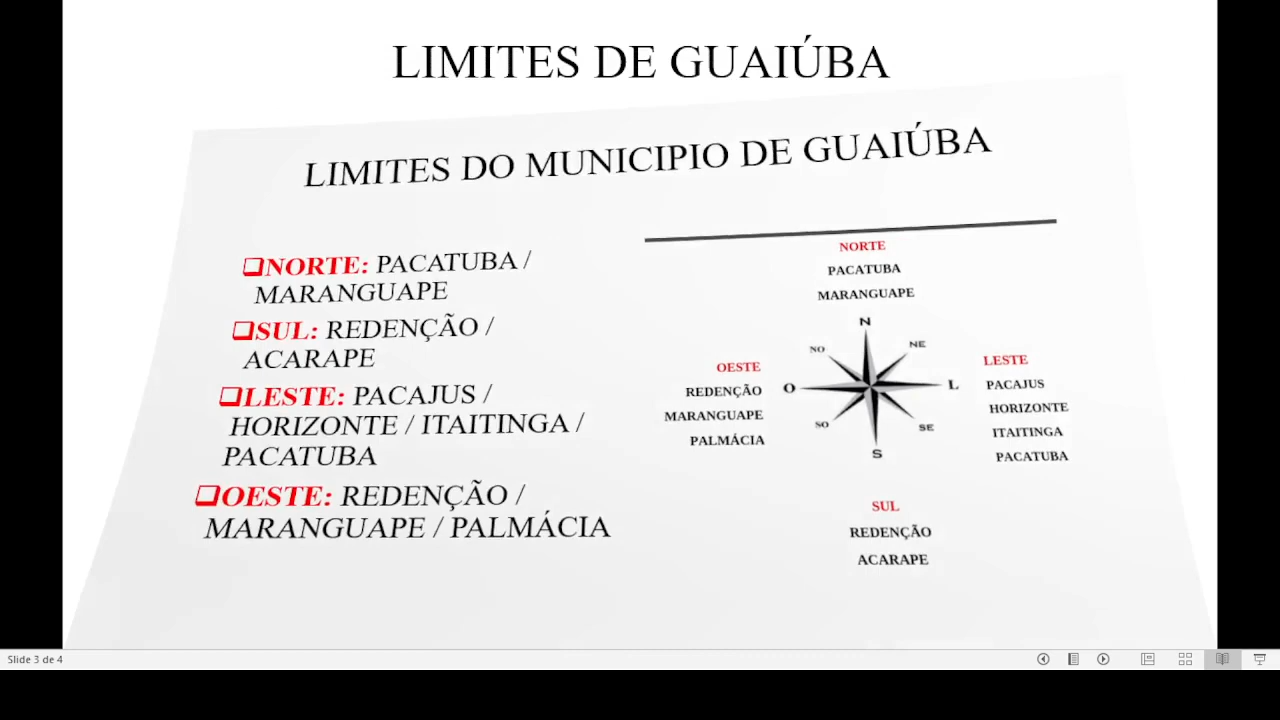 LIMITES DE GUAIÚBA
LIMITES DO MUNICIPIO DE GUAIÚBA
NORTE: PACATUBA /
MARANGUAPE
SUL: REDENÇÃO /
ACARAPE
LESTE: PACAJUS /
HORIZONTE / ITAITINGA /
PACATUBA
OESTE: REDENÇÃO /
MARANGUAPE / PALMÁCIA
NORTE
PACATUBA
MARANGUAPE
N
NO
NE
OESTE
REDENÇÃO
MARANGUAPE
PALMÁCIA
O
L
LESTE
PACAJUS
HORIZONTE
ITAITINGA
PACATUBA
SO
SE
S
SUL
REDENÇÃO
ACARAPE
Slide 3 de 4